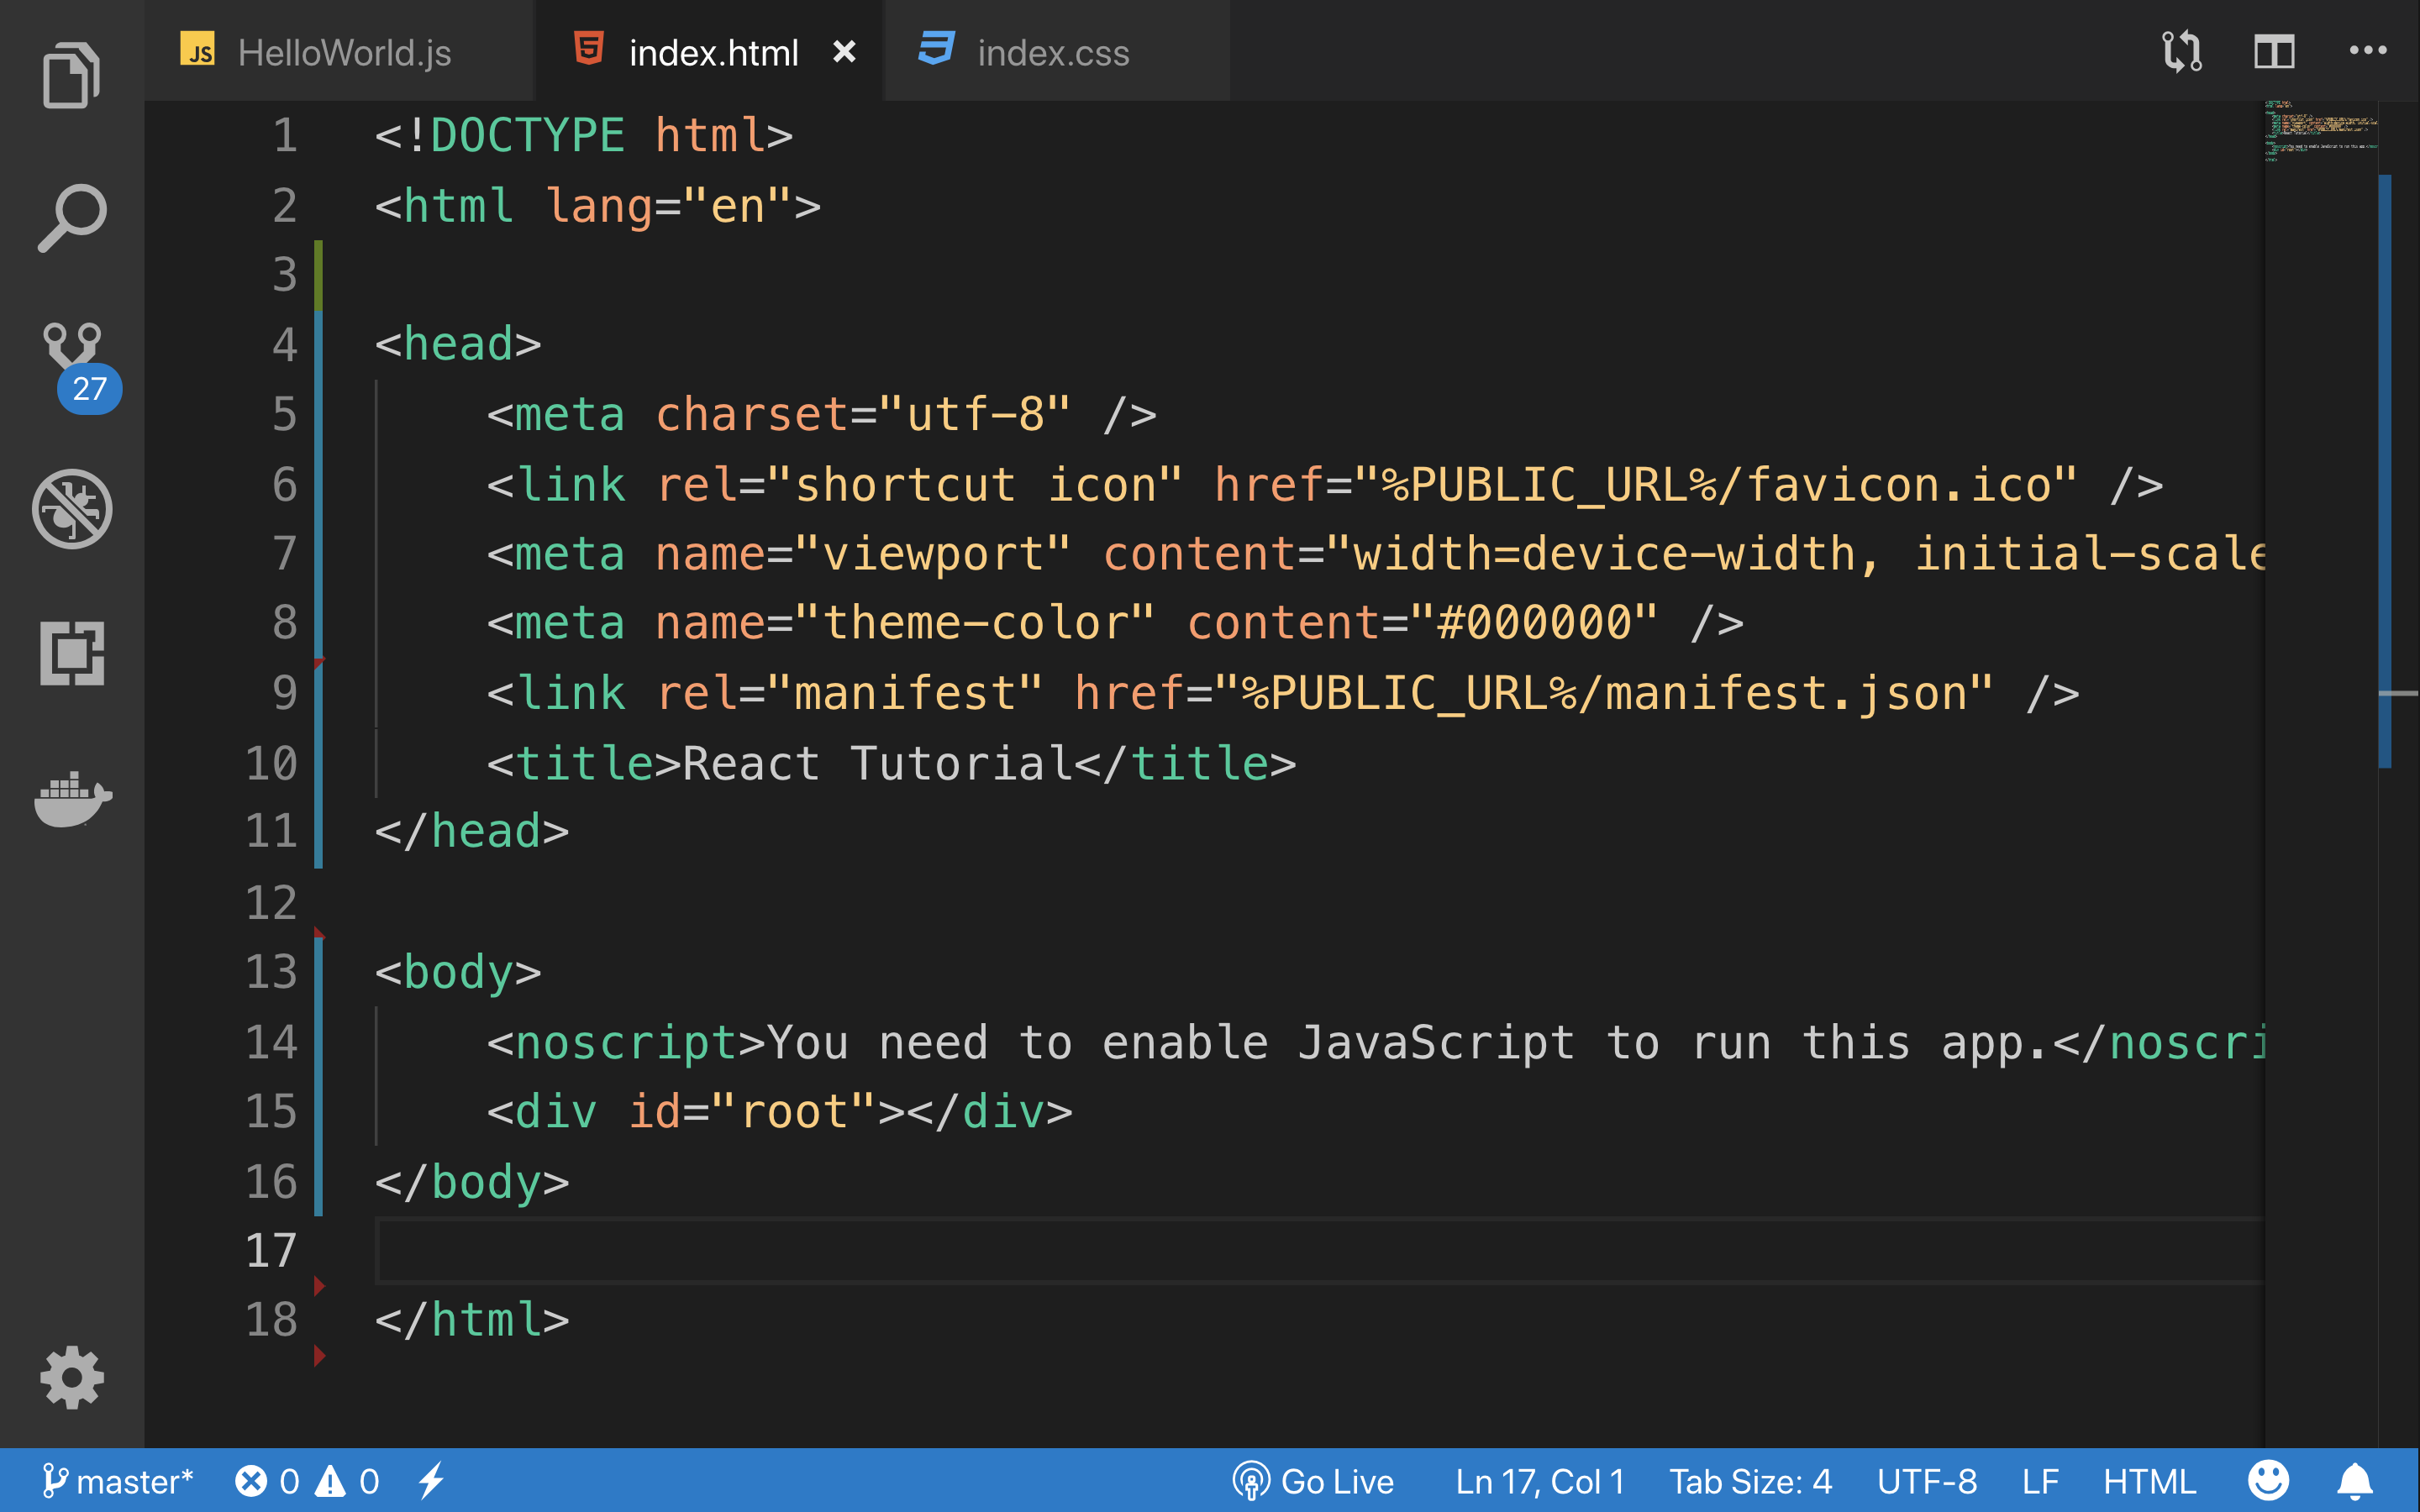 JS HelloWorld.js index.html index.css
1 <!DOCTYPE html>
2 <html lang="en">
3
4 <head>
27
5     <meta charset="utf-8" />
6     <link rel="shortcut icon" href="%PUBLIC_URL%/favicon.ico" />
7     <meta name="viewport" content="width=device-width, initial-scale
8     <meta name="theme-color" content="#000000" />
9     <link rel="manifest" href="%PUBLIC_URL%/manifest.json" />
10     <title>React Tutorial</title>
11 </head>
12
13 <body>
14     <noscript>You need to enable JavaScript to run this app.</noscri
15     <div id="root"></div>
16 </body>
17
18 </html>
master* 0 0 Go Live Ln 17, Col 1 Tab Size: 4 UTF-8 LF HTML